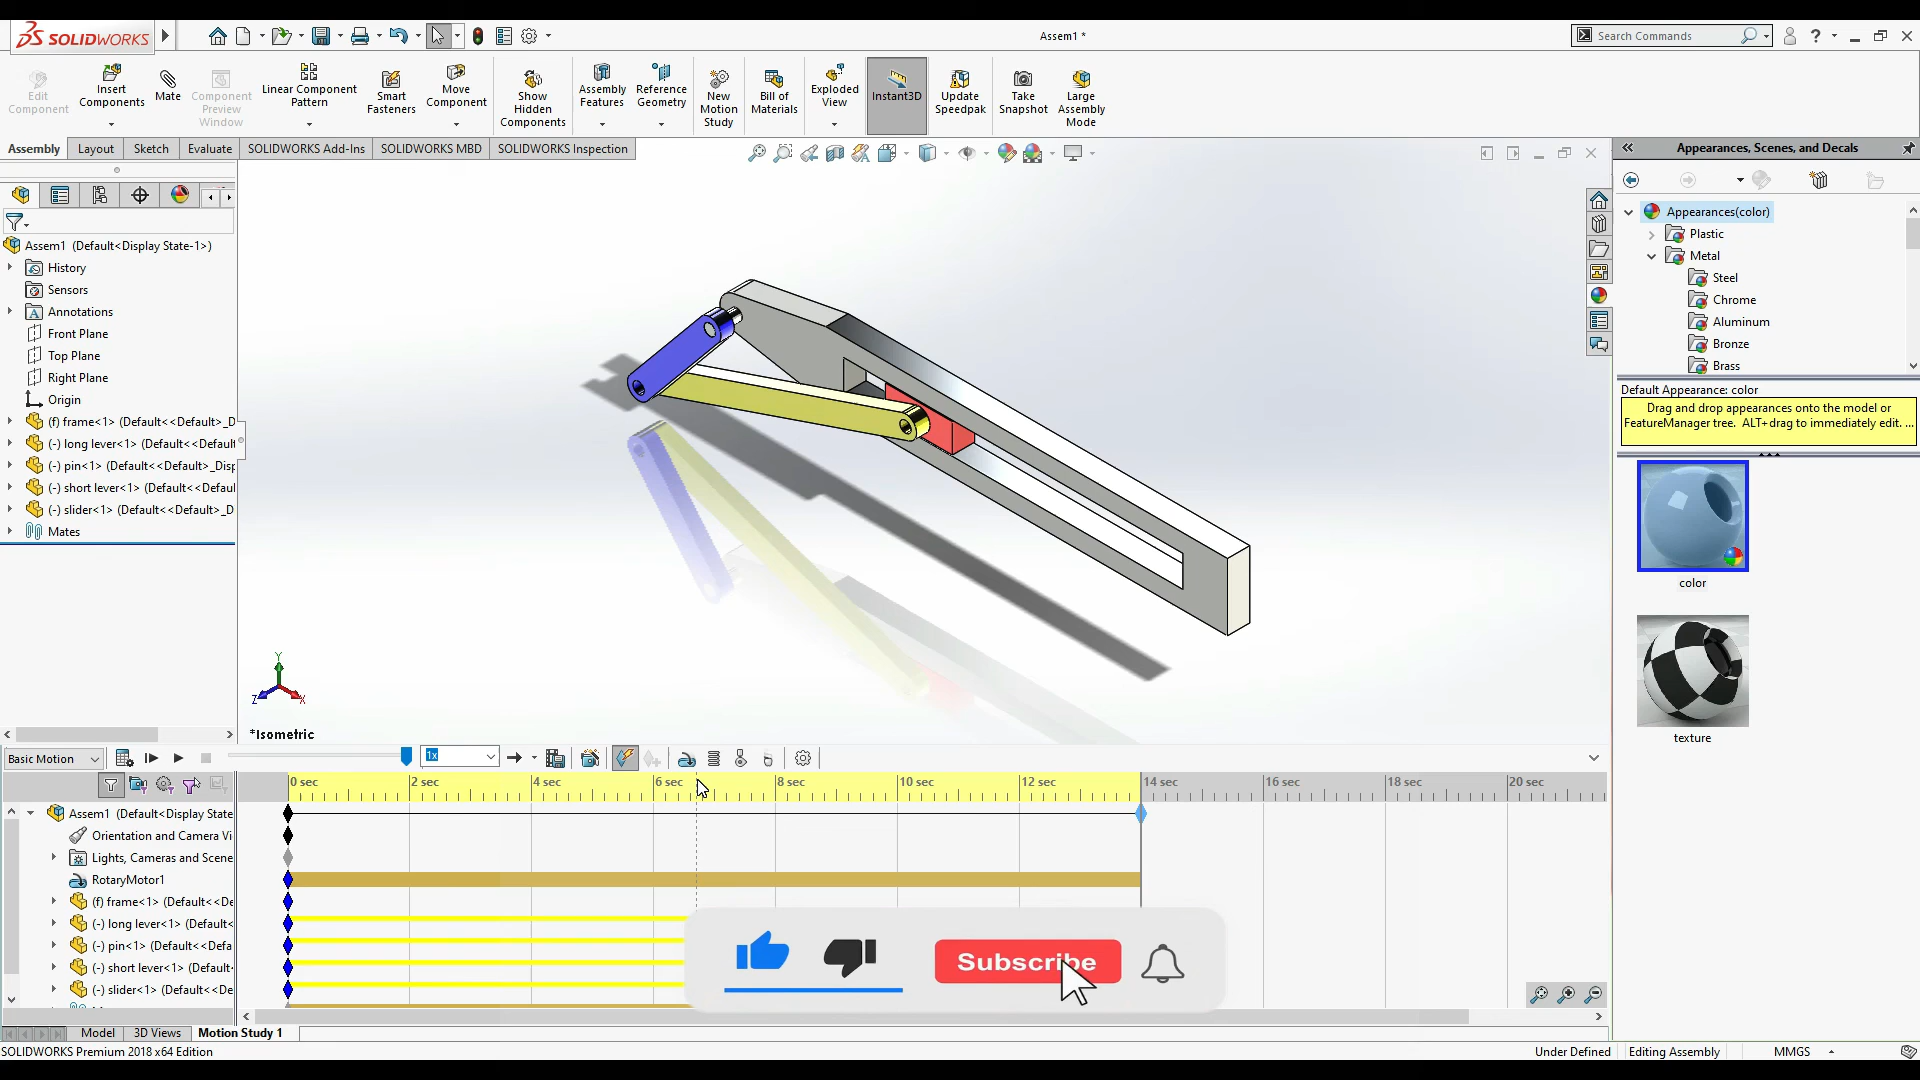 SOLIDWORKS
Assem1 *
Search Commands
Edit
Component
Insert
Components
Mate
Component
Preview
Window
Linear Component
Pattern
Smart
Fasteners
Move
Component
Show
Hidden
Components
Assembly
Features
Reference
Geometry
New
Motion
Study
Bill of
Materials
Exploded
View
Instant3D
Update
Speedpak
Take
Snapshot
Large
Assembly
Mode
Assembly
Layout
Sketch
Evaluate
SOLIDWORKS Add-Ins
SOLIDWORKS MBD
SOLIDWORKS Inspection
Appearances, Scenes, and Decals
Assem1 (Default<Display State-1>)
History
Sensors
Annotations
Front Plane
Top Plane
Right Plane
Origin
(f) frame<1> (Default<<Default>_D
(-) long lever<1> (Default<<Default
(-) pin<1> (Default<<Default>_Disp
(-) short lever<1> (Default<<Defaul
(-) slider<1> (Default<<Default>_D
Mates
Appearances(color)
Plastic
Metal
Steel
Chrome
Aluminum
Bronze
Brass
Default Appearance: color
Drag and drop appearances onto the model or
FeatureManager tree. ALT+drag to immediately edit. ...
color
texture
Y
Z
X
*Isometric
Basic Motion
1x
0 sec
2 sec
4 sec
6 sec
8 sec
10 sec
12 sec
14 sec
16 sec
18 sec
20 sec
Assem1 (Default<Display State
Orientation and Camera Vi
Lights, Cameras and Scene
RotaryMotor1
(f) frame<1> (Default<<De
(-) long lever<1> (Default<
(-) pin<1> (Default<<Defa
(-) short lever<1> (Default<
(-) slider<1> (Default<<Def
Subscribe
Model
3D Views
Motion Study 1
SOLIDWORKS Premium 2018 x64 Edition
Under Defined
Editing Assembly
MMGS